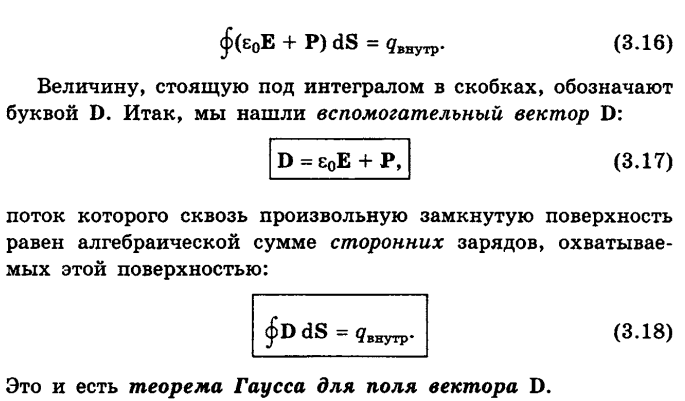 ∮(ε₀E + P) dS = qвнутр. (3.16)
Величину, стоящую под интегралом в скобках, обозначают
буквой D. Итак, мы нашли вспомогательный вектор D:
D = ε₀E + P, (3.17)
поток которого сквозь произвольную замкнутую поверхность
равен алгебраической сумме сторонних зарядов, охватывае-
мых этой поверхностью:
∮D dS = qвнутр. (3.18)
Это и есть теорема Гаусса для поля вектора D.